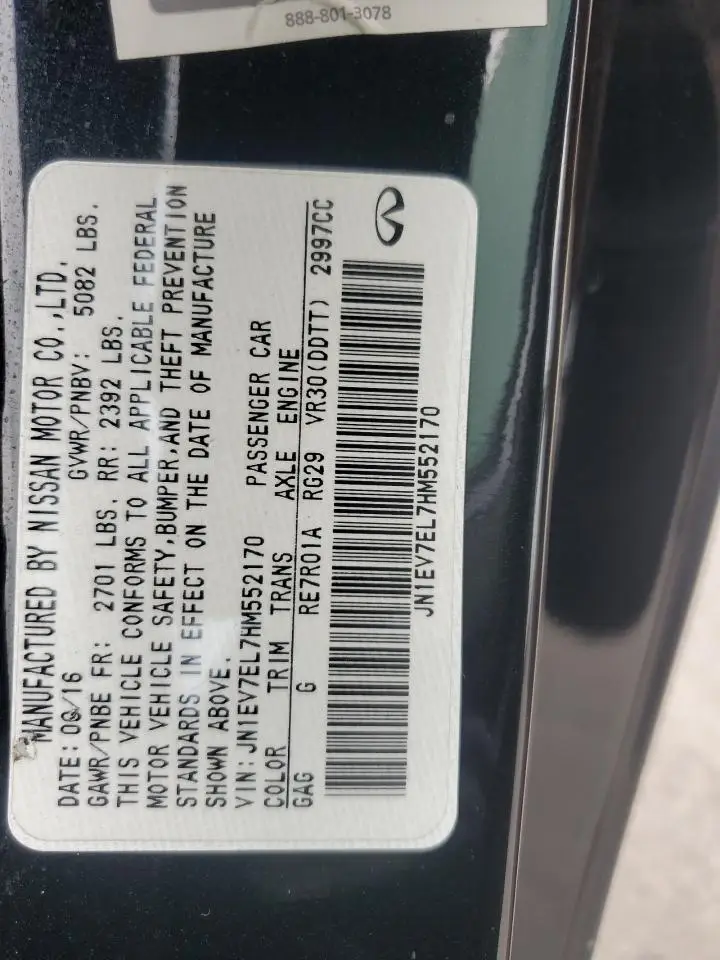 888-801-3078
MANUFACTURED BY NISSAN MOTOR CO.,LTD.
DATE: GVWR/PNBV: 5082 LBS.
GAWR/PNBE FR: 2701 LBS. RR: 2392 LBS.
THIS VEHICLE CONFORMS TO ALL APPLICABLE FEDERAL
MOTOR VEHICLE SAFETY,BUMPER,AND THEFT PREVENTION
STANDARDS IN EFFECT ON THE DATE OF MANUFACTURE
SHOWN ABOVE.
VIN: JN1EV7EL7HM552170 PASSENGER CAR
COLOR TRIM TRANS AXLE ENGINE
GAG G RE7R01A RG29 VR30(DDTT) 2997CC
JN1EV7EL7HM552170